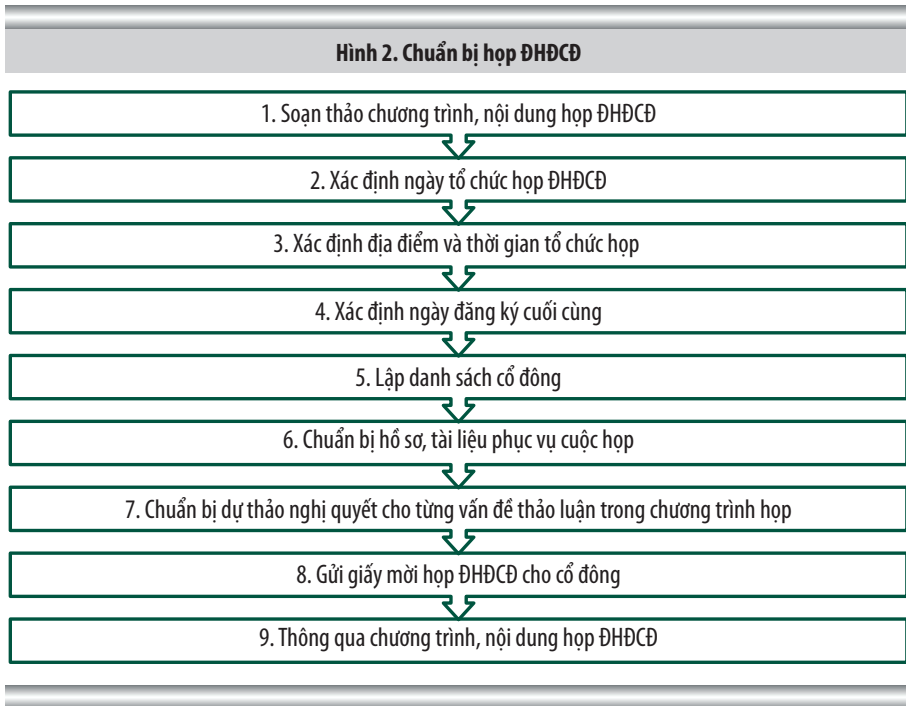 Hình 2. Chuẩn bị họp ĐHĐCĐ
1. Soạn thảo chương trình, nội dung họp ĐHĐCĐ
2. Xác định ngày tổ chức họp ĐHĐCĐ
3. Xác định địa điểm và thời gian tổ chức họp
4. Xác định ngày đăng ký cuối cùng
5. Lập danh sách cổ đông
6. Chuẩn bị hồ sơ, tài liệu phục vụ cuộc họp
7. Chuẩn bị dự thảo nghị quyết cho từng vấn đề thảo luận trong chương trình họp
8. Gửi giấy mời họp ĐHĐCĐ cho cổ đông
9. Thông qua chương trình, nội dung họp ĐHĐCĐ